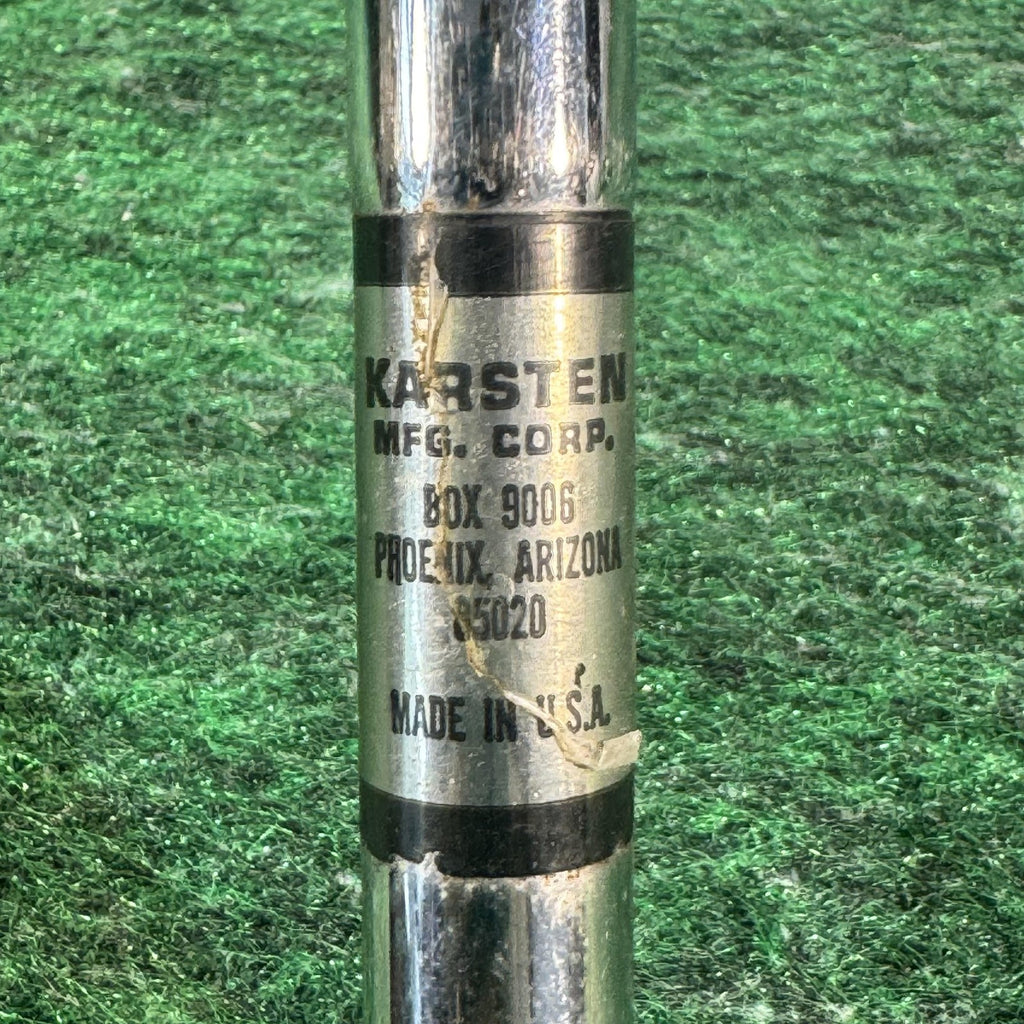 KARSTEN
MFG. CORP.
BOX 9006
PHOENIX, ARIZONA
85020
MADE IN U.S.A.